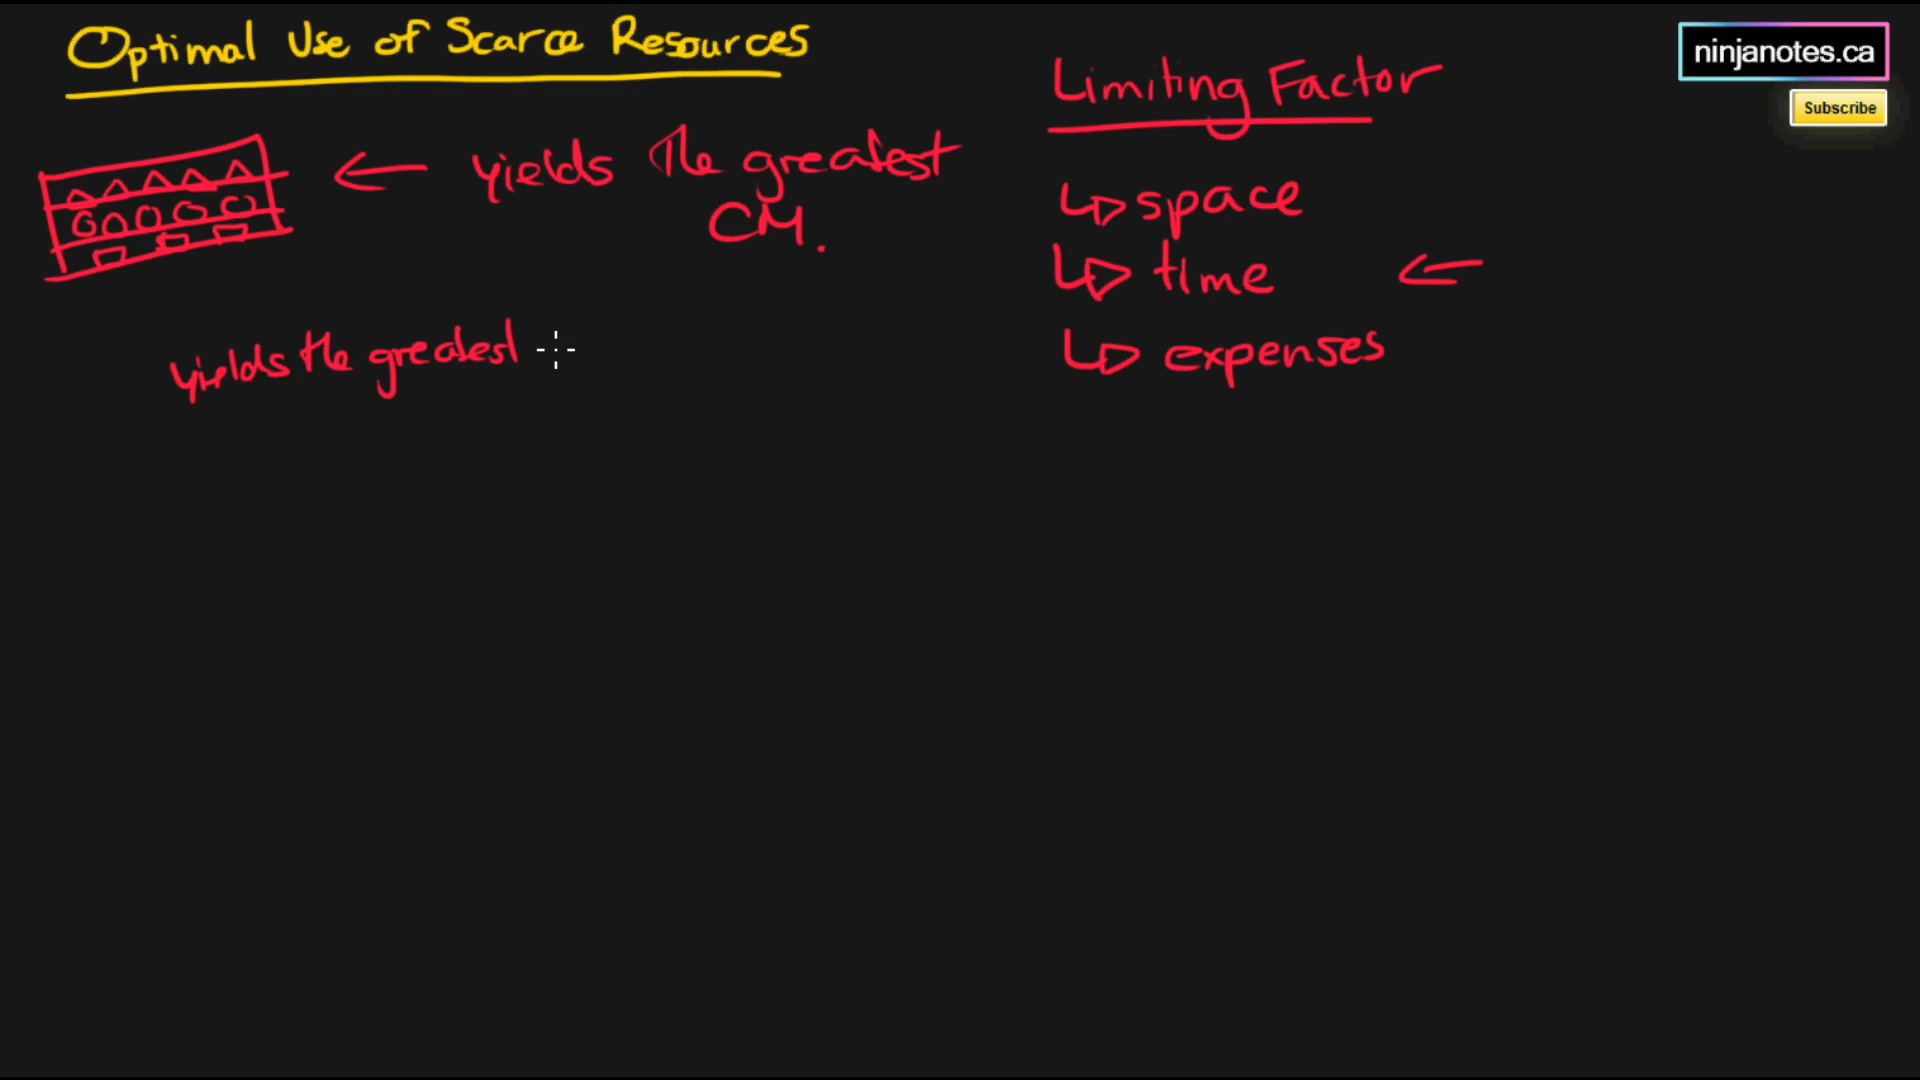 Optimal Use of Scarce Resources
yields the greatest
CM.
yields the greatest
Limiting Factor
space
time
expenses
ninjanotes.ca
Subscribe